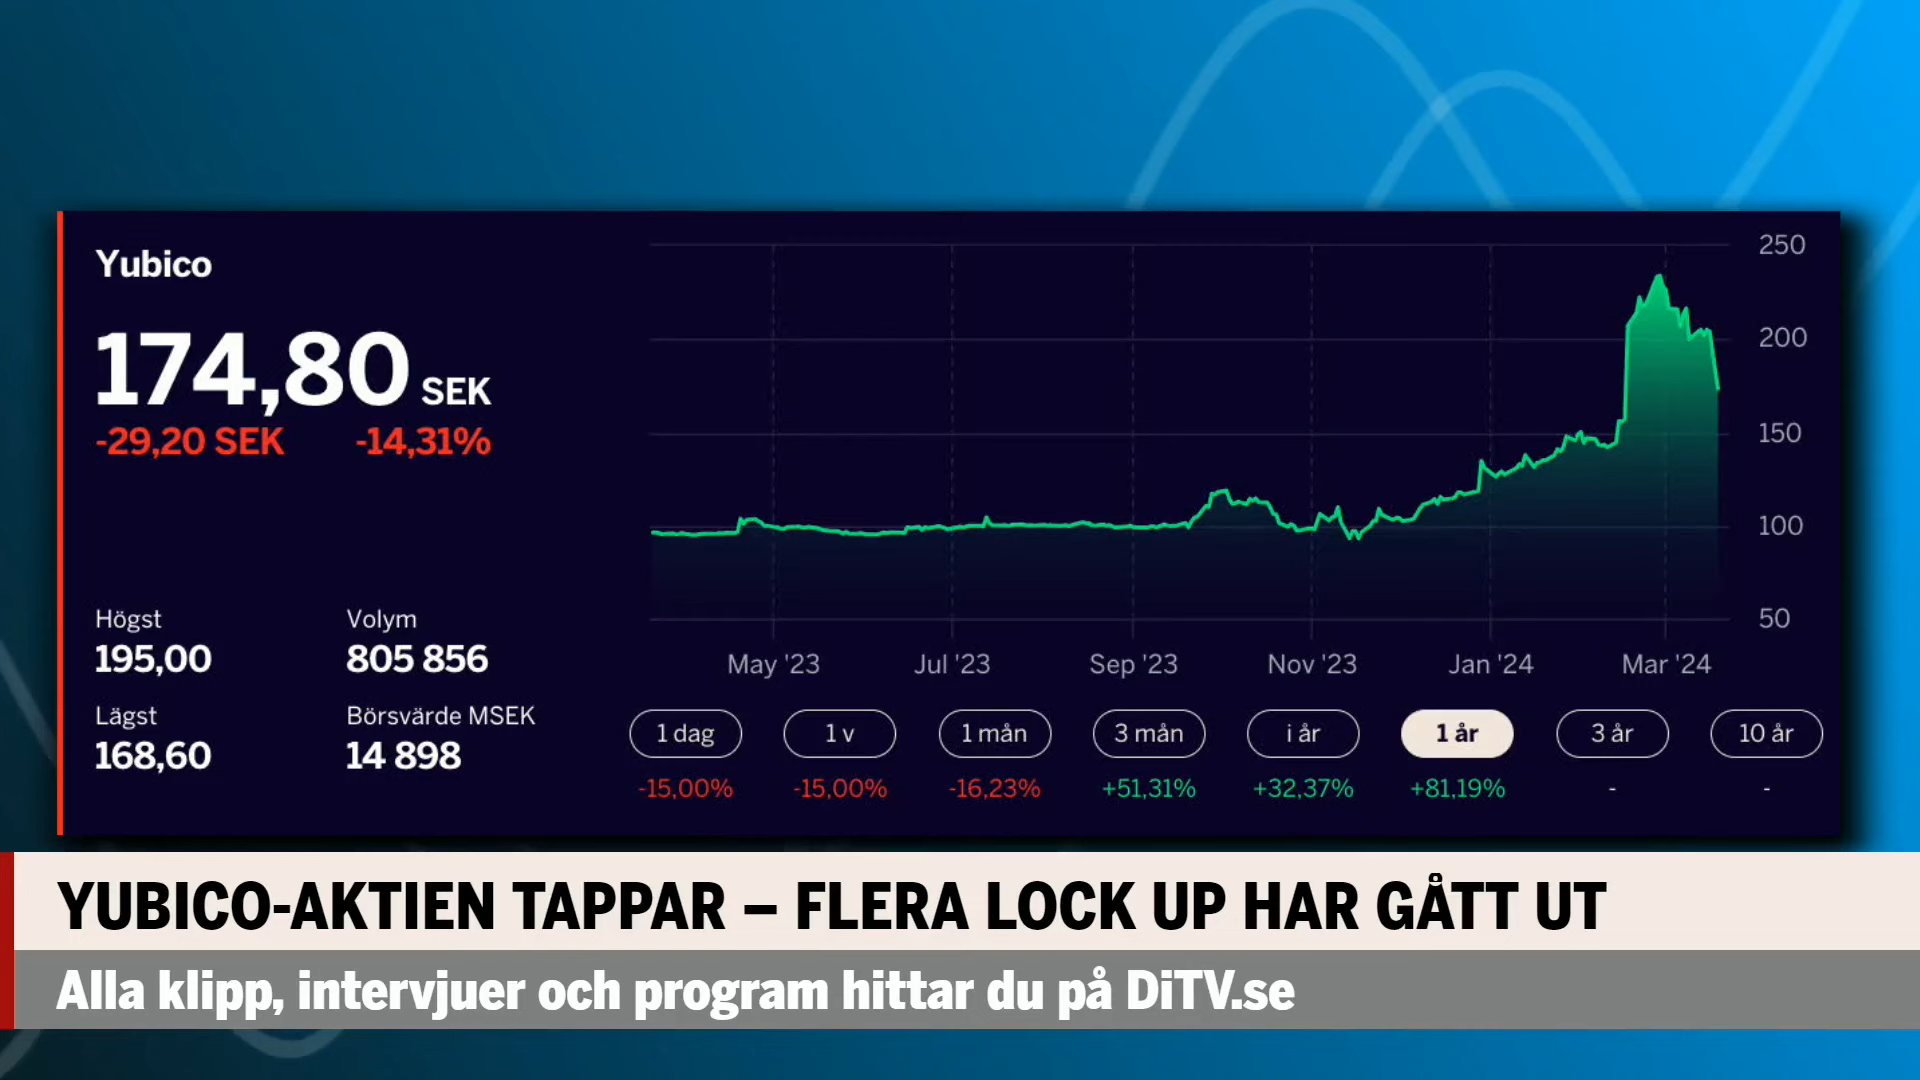 Yubico
174,80 SEK
-29,20 SEK -14,31%
Högst Volym
195,00 805 856
Lägst Börsvärde MSEK
168,60 14 898
250
200
150
100
50
May '23 Jul '23 Sep '23 Nov '23 Jan '24 Mar '24
1 dag 1 v 1 mån 3 mån i år 1 år 3 år 10 år
-15,00% -15,00% -16,23% +51,31% +32,37% +81,19% - -
YUBICO-AKTIEN TAPPAR – FLERA LOCK UP HAR GÅTT UT
Alla klipp, intervjuer och program hittar du på DiTV.se